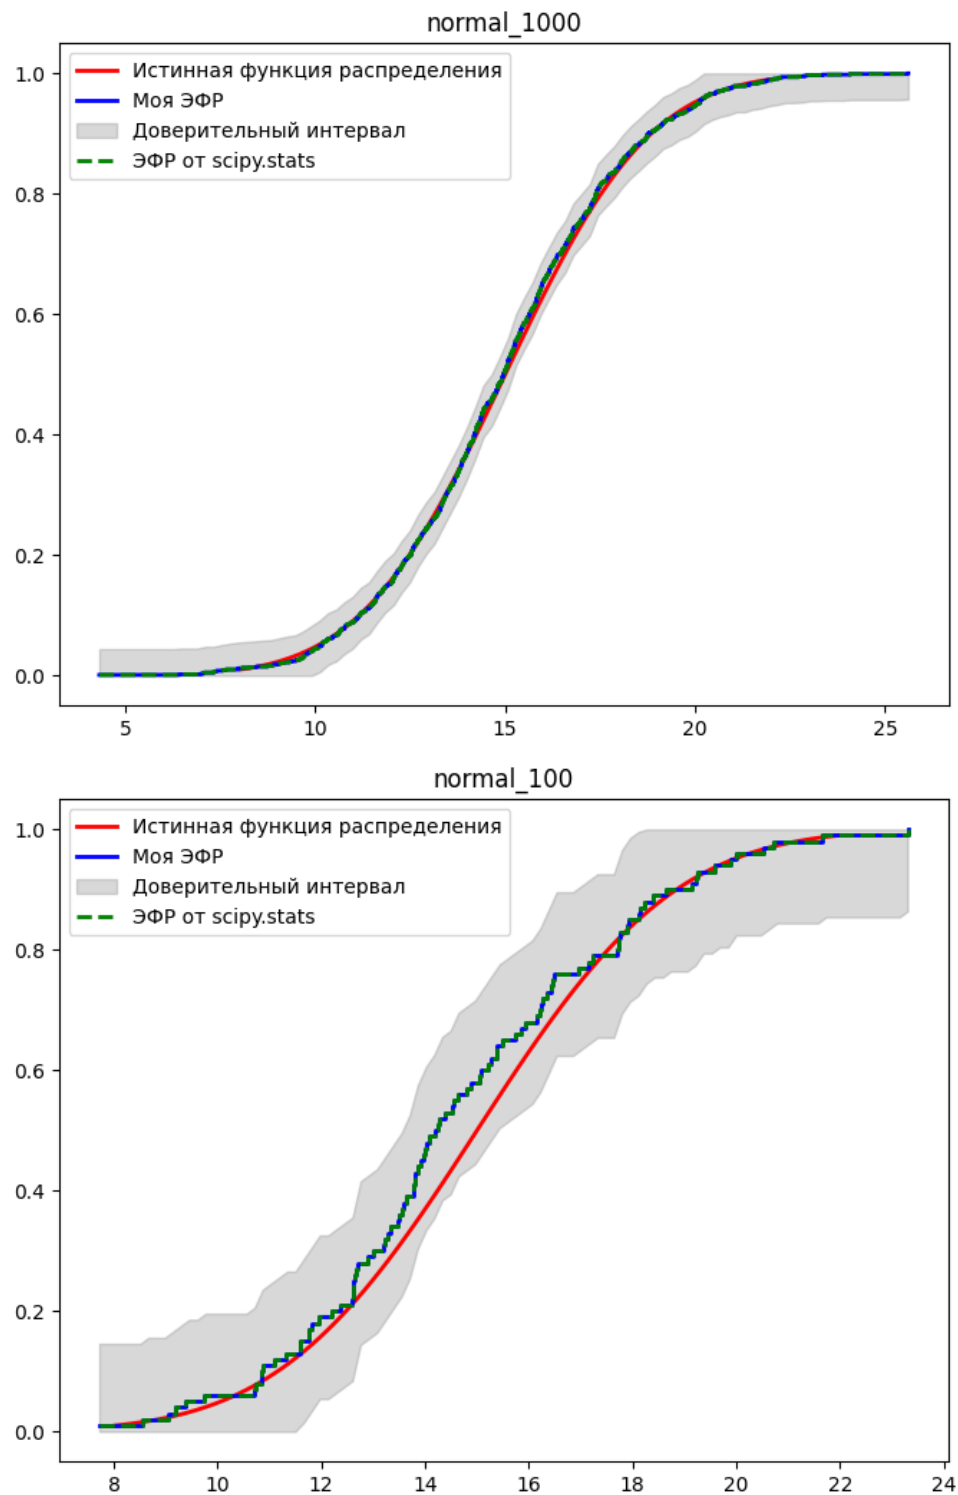 normal_1000
Истинная функция распределения
Моя ЭФР
Доверительный интервал
ЭФР от scipy.stats
1.0
0.8
0.6
0.4
0.2
0.0
5 10 15 20 25
normal_100
Истинная функция распределения
Моя ЭФР
Доверительный интервал
ЭФР от scipy.stats
1.0
0.8
0.6
0.4
0.2
0.0
8 10 12 14 16 18 20 22 24